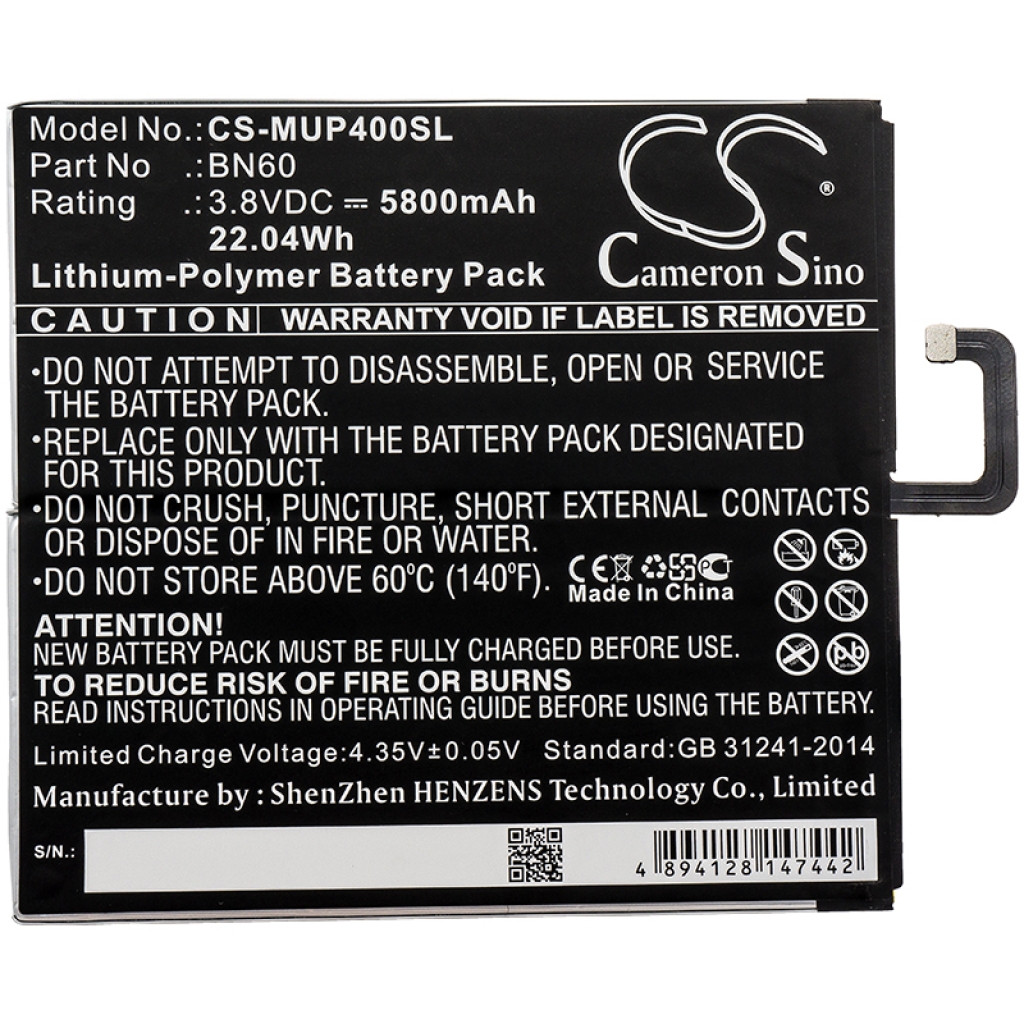 Model No.: CS-MUP400SL
Part No .: BN60
Rating .: 3.8VDC ⎓ 5800mAh
22.04Wh
Lithium-Polymer Battery Pack
CS ®
Cameron Sino
CAUTION | WARRANTY VOID IF LABEL IS REMOVED
•DO NOT ATTEMPT TO DISASSEMBLE, OPEN OR SERVICE
THE BATTERY PACK.
•REPLACE ONLY WITH THE BATTERY PACK DESIGNATED
FOR THIS PRODUCT.
•DO NOT CRUSH, PUNCTURE, SHORT EXTERNAL CONTACTS
OR DISPOSE OF IN FIRE OR WATER.
•DO NOT STORE ABOVE 60ºC (140ºF).
CE PCT
Made In China
pb
ATTENTION!
NEW BATTERY PACK MUST BE FULLY CHARGED BEFORE USE.
TO REDUCE RISK OF FIRE OR BURNS
READ INSTRUCTIONS IN OPERATING GUIDE BEFORE USING THE BATTERY.
Limited Charge Voltage:4.35V±0.05V Standard:GB 31241-2014
Manufacture by : ShenZhen HENZENS Technology Co., Limited
S/N.:
4 894128 147442